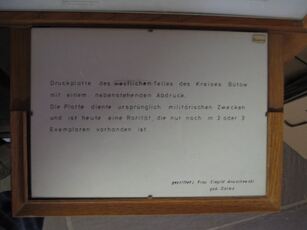 Druckplatte des westlichen Teiles des Kreises Bütow
mit einem nebenstehenden Abdruck.
Die Platte diente ursprünglich militärischen Zwecken
und ist heute eine Rarität, die nur noch in 2 oder 3
Exemplaren vorhanden ist.
gestiftet: Frau
geb.